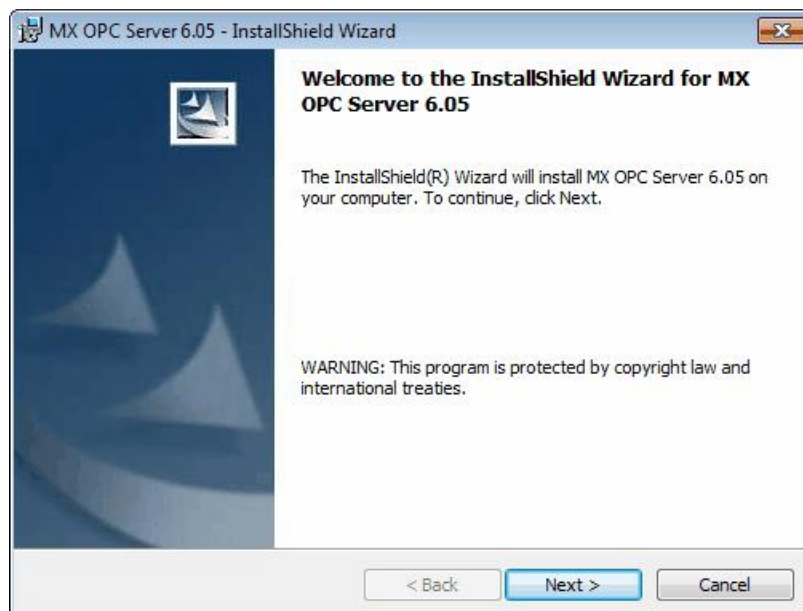 MX OPC Server 6.05 - InstallShield Wizard
Welcome to the InstallShield Wizard for MX
OPC Server 6.05
The InstallShield(R) Wizard will install MX OPC Server 6.05 on
your computer. To continue, click Next.
WARNING: This program is protected by copyright law and
international treaties.
< Back
Next >
Cancel